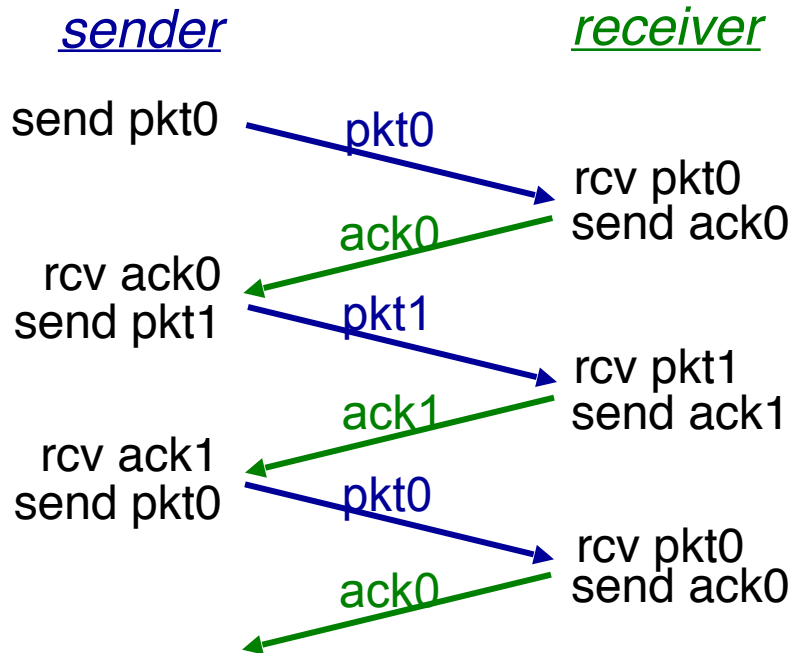 sender
receiver
send pkt0
pkt0
rcv pkt0
send ack0
ack0
rcv ack0
send pkt1
pkt1
rcv pkt1
send ack1
ack1
rcv ack1
send pkt0
pkt0
rcv pkt0
send ack0
ack0